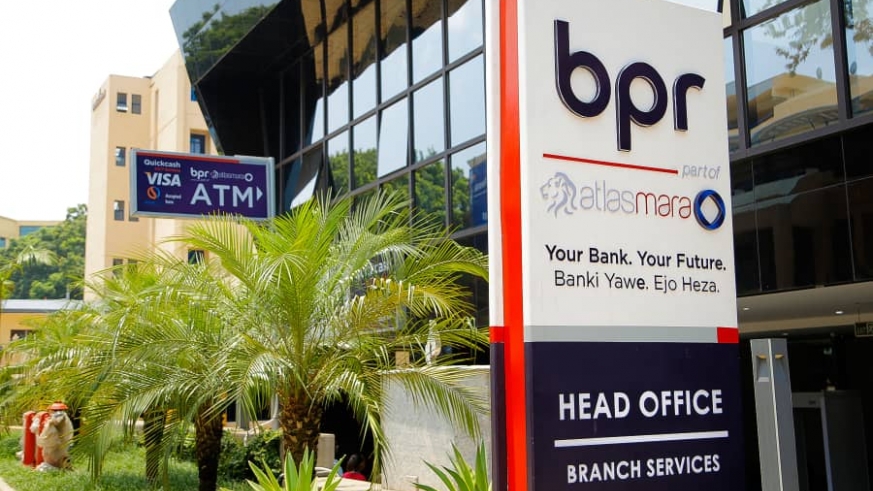 Quickcash
VISA
bpr atlasmara
ATM
bpr
part of
atlasmara
Your Bank. Your Future.
Banki Yawe. Ejo Heza.
HEAD OFFICE
BRANCH SERVICES